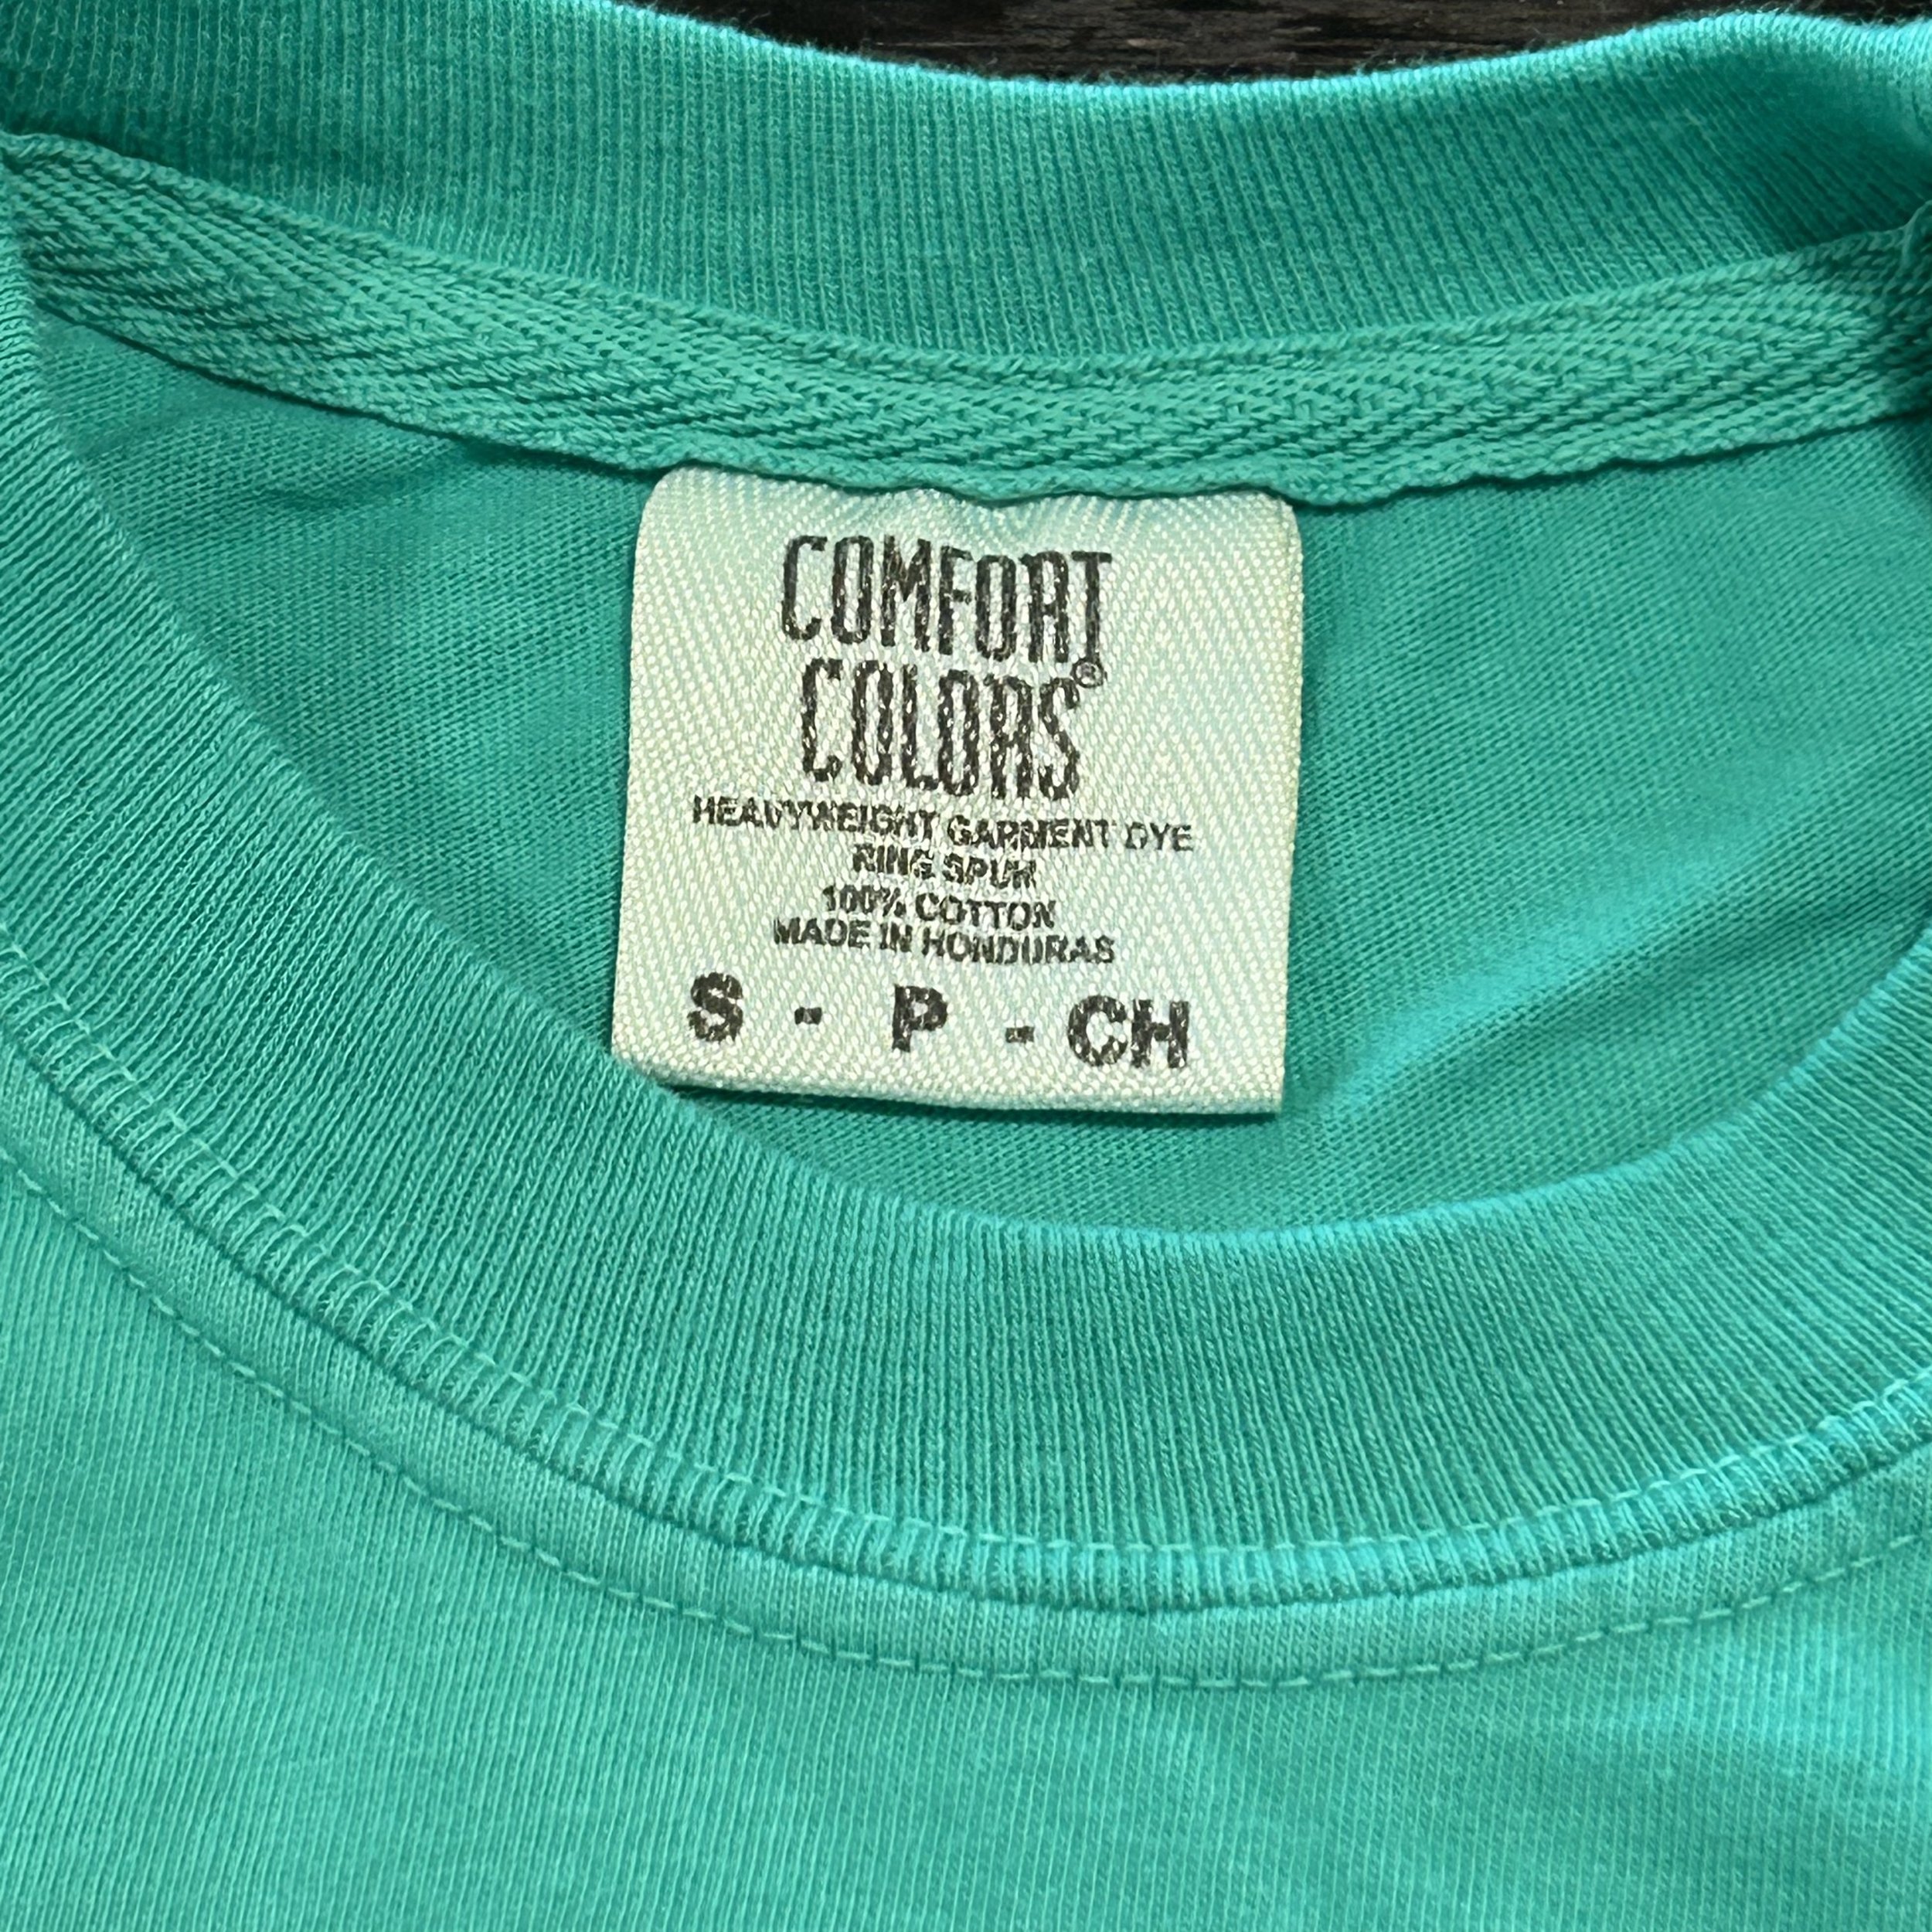 COMFORT
COLORS®
HEAVYWEIGHT GARMENT DYE
RING SPUN
100% COTTON
MADE IN HONDURAS
S - P - CH